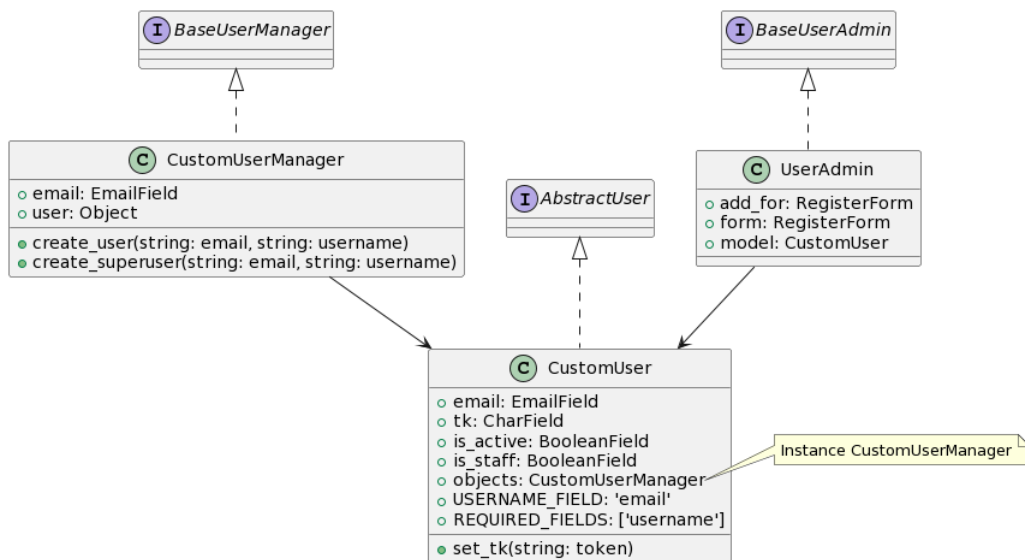 I BaseUserManager
I BaseUserAdmin
C CustomUserManager
email: EmailField
user: Object
create_user(string: email, string: username)
create_superuser(string: email, string: username)
I AbstractUser
C UserAdmin
add_for: RegisterForm
form: RegisterForm
model: CustomUser
C CustomUser
email: EmailField
tk: CharField
is_active: BooleanField
is_staff: BooleanField
objects: CustomUserManager
USERNAME_FIELD: 'email'
REQUIRED_FIELDS: ['username']
set_tk(string: token)
Instance CustomUserManager